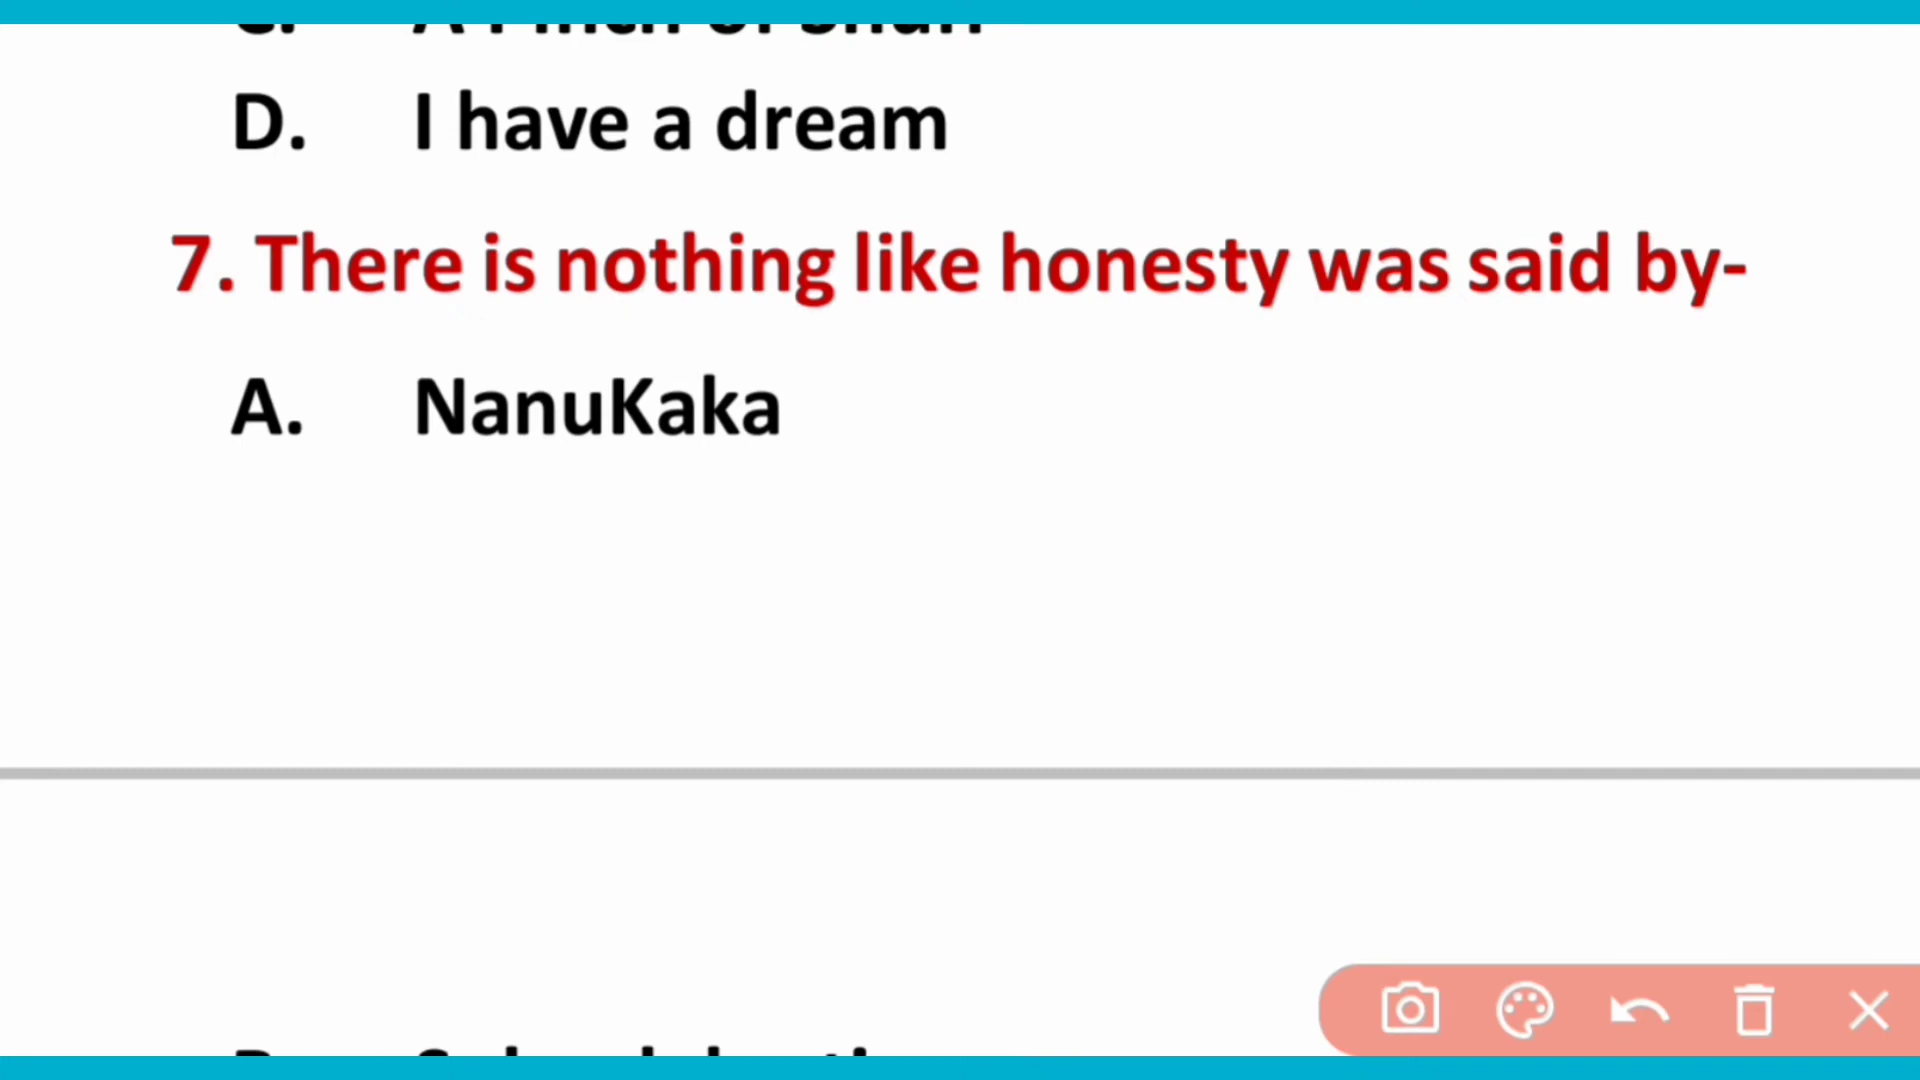 D. I have a dream
7. There is nothing like honesty was said by-
A. NanuKaka